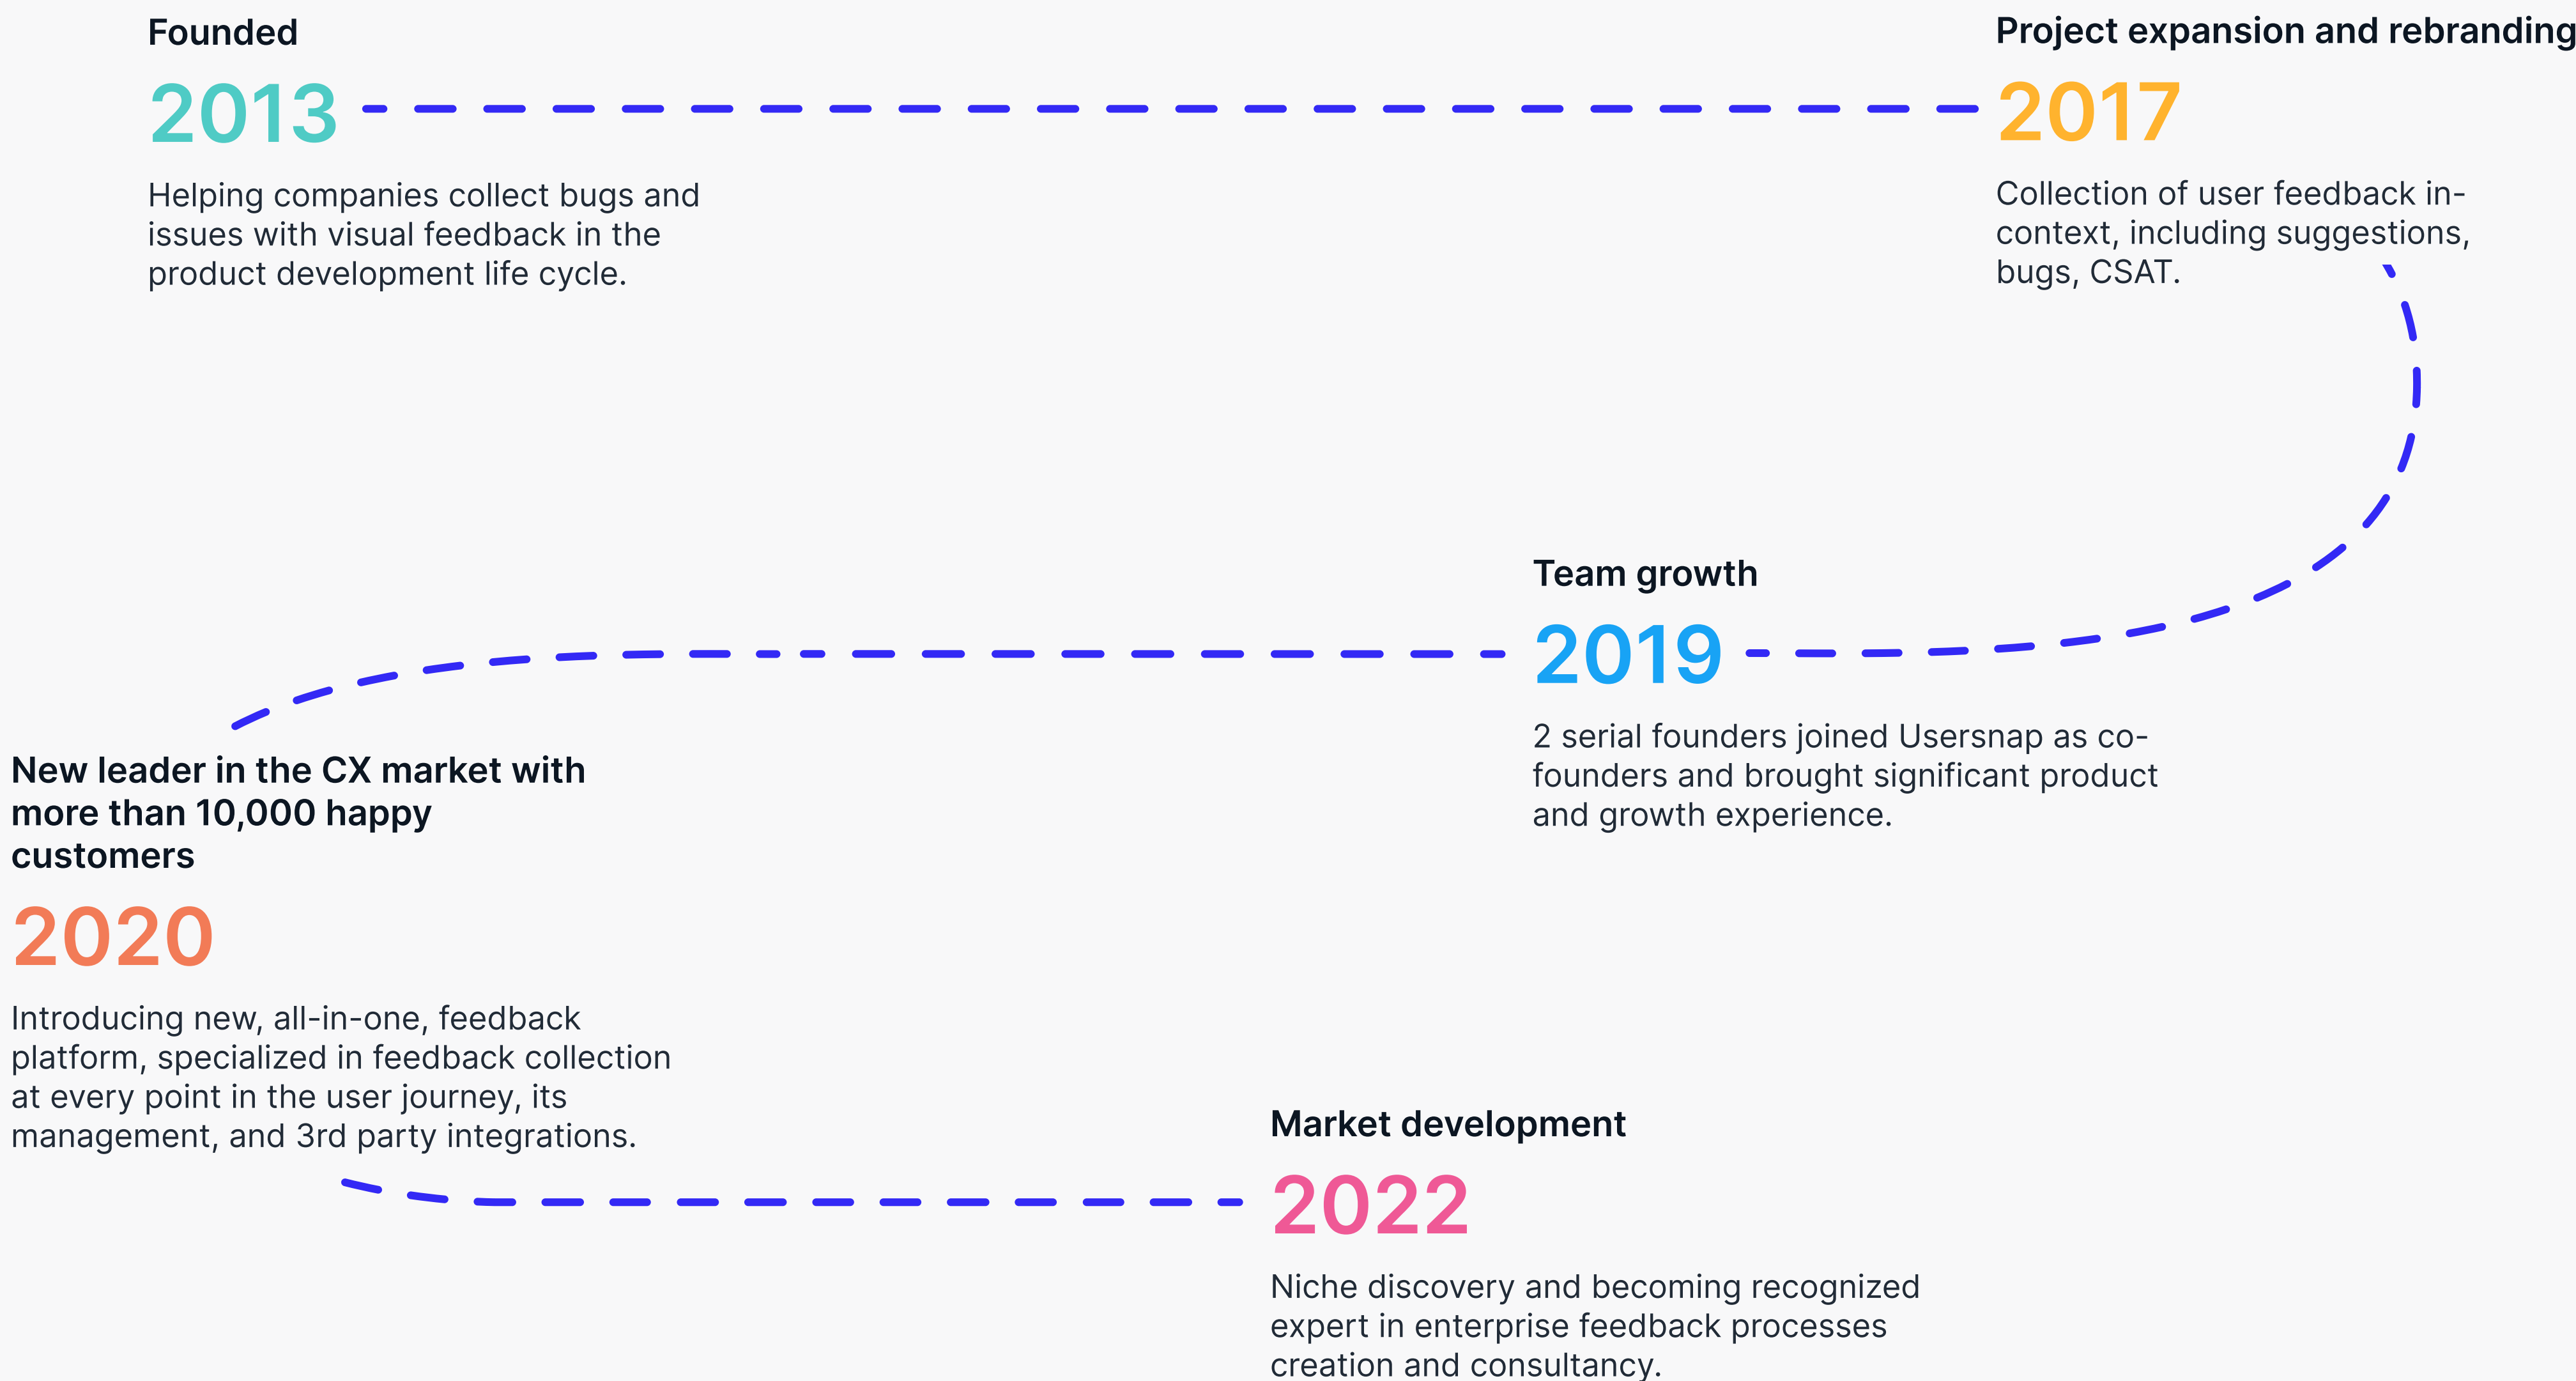 Founded
2013
Helping companies collect bugs and
issues with visual feedback in the
product development life cycle.
Project expansion and rebranding
2017
Collection of user feedback in-
context, including suggestions,
bugs, CSAT.
Team growth
2019
2 serial founders joined Usersnap as co-
founders and brought significant product
and growth experience.
New leader in the CX market with
more than 10,000 happy
customers
2020
Introducing new, all-in-one, feedback
platform, specialized in feedback collection
at every point in the user journey, its
management, and 3rd party integrations.
Market development
2022
Niche discovery and becoming recognized
expert in enterprise feedback processes
creation and consultancy.